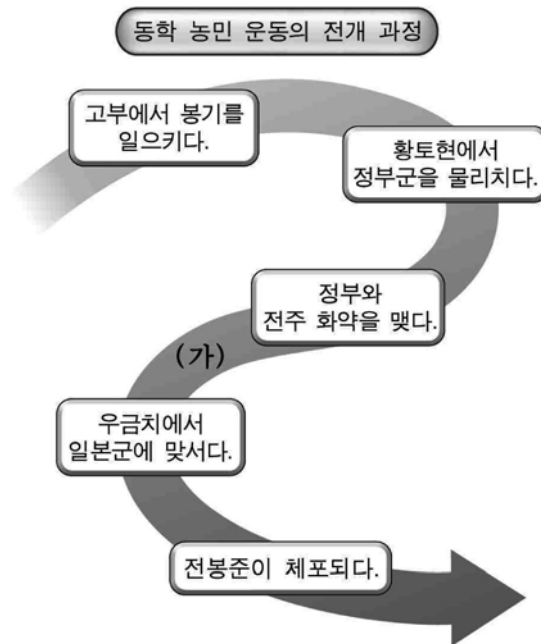 동학 농민 운동의 전개 과정
고부에서 봉기를
일으키다.
황토현에서
정부군을 물리치다.
정부와
전주 화약을 맺다.
(가)
우금치에서
일본군에 맞서다.
전봉준이 체포되다.